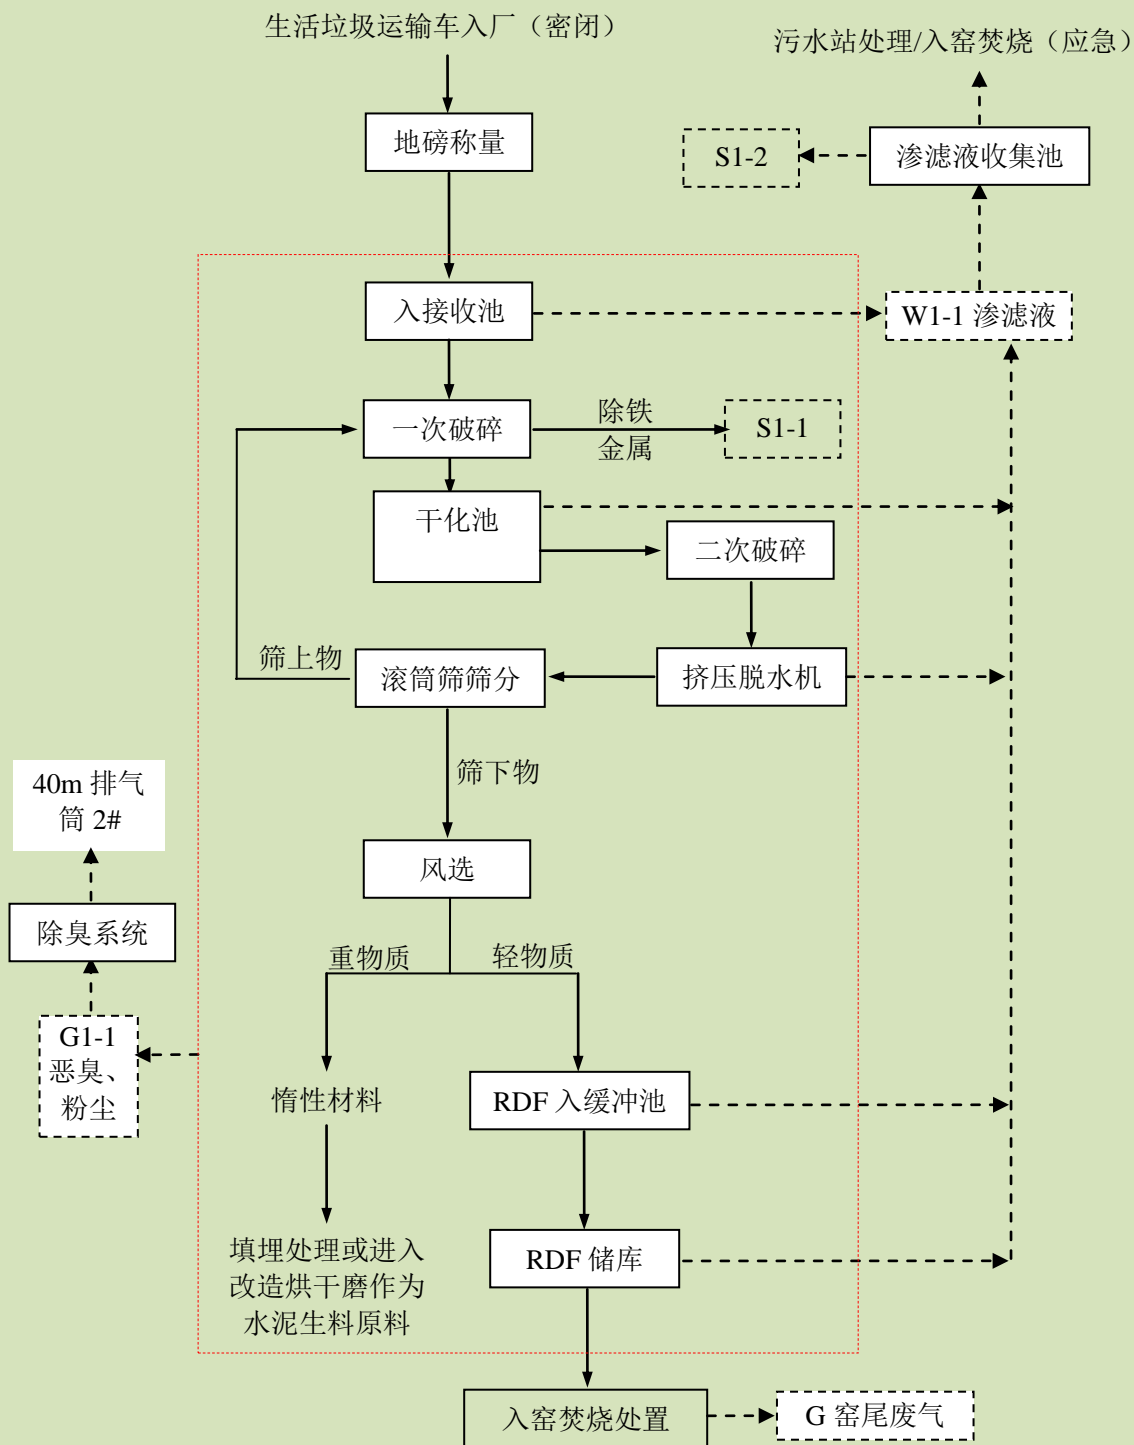 生活垃圾运输车入厂（密闭）
污水站处理/入窑焚烧（应急）
地磅称量
S1-2
渗滤液收集池
入接收池
W1-1 渗滤液
一次破碎
除铁
金属
S1-1
干化池
二次破碎
筛上物
滚筒筛筛分
挤压脱水机
筛下物
40m 排气
筒 2#
风选
除臭系统
重物质
轻物质
G1-1
恶臭、
粉尘
惰性材料
RDF 入缓冲池
填埋处理或进入
改造烘干磨作为
水泥生料原料
RDF 储库
入窑焚烧处置
G 窑尾废气